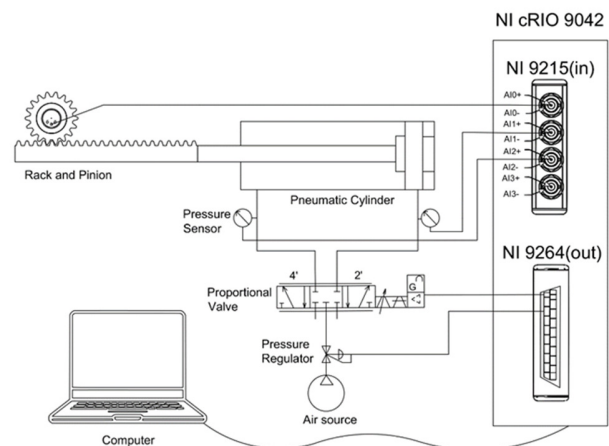 NI cRIO 9042
NI 9215(in)
AI0+
AI0-
AI1+
AI1-
AI2+
AI2-
AI3+
AI3-
Rack and Pinion
Pneumatic Cylinder
Pressure
Sensor
NI 9264(out)
4'
2'
G
Proportional
Valve
Pressure
Regulator
Air source
Computer